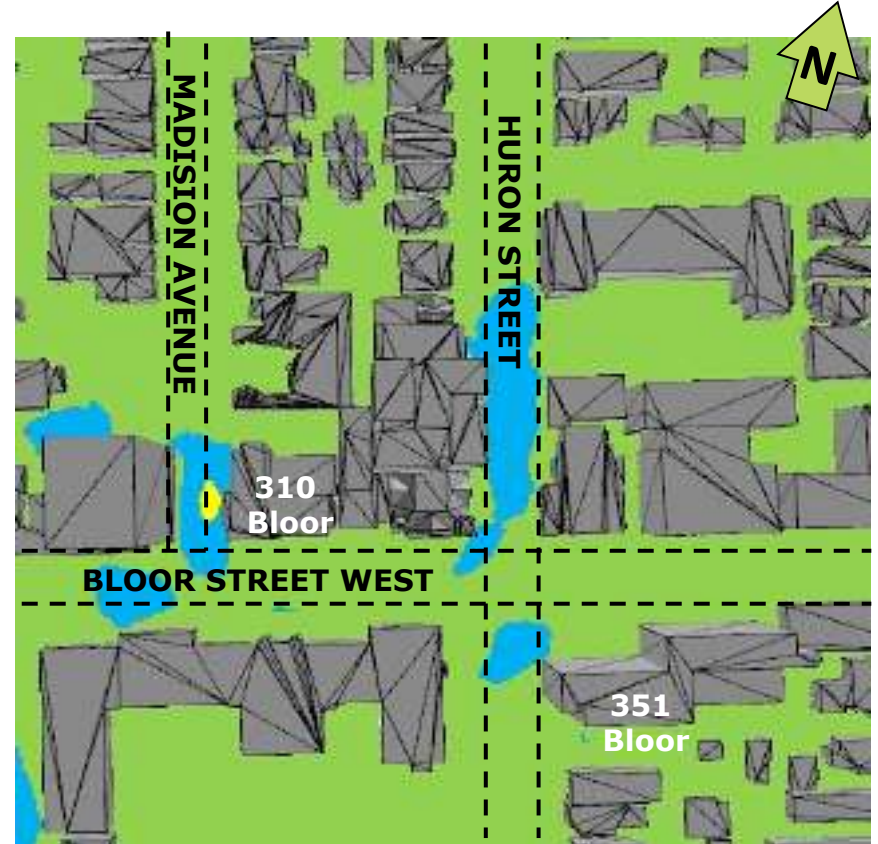 N
MADISION AVENUE
HURON STREET
310
Bloor
BLOOR STREET WEST
351
Bloor